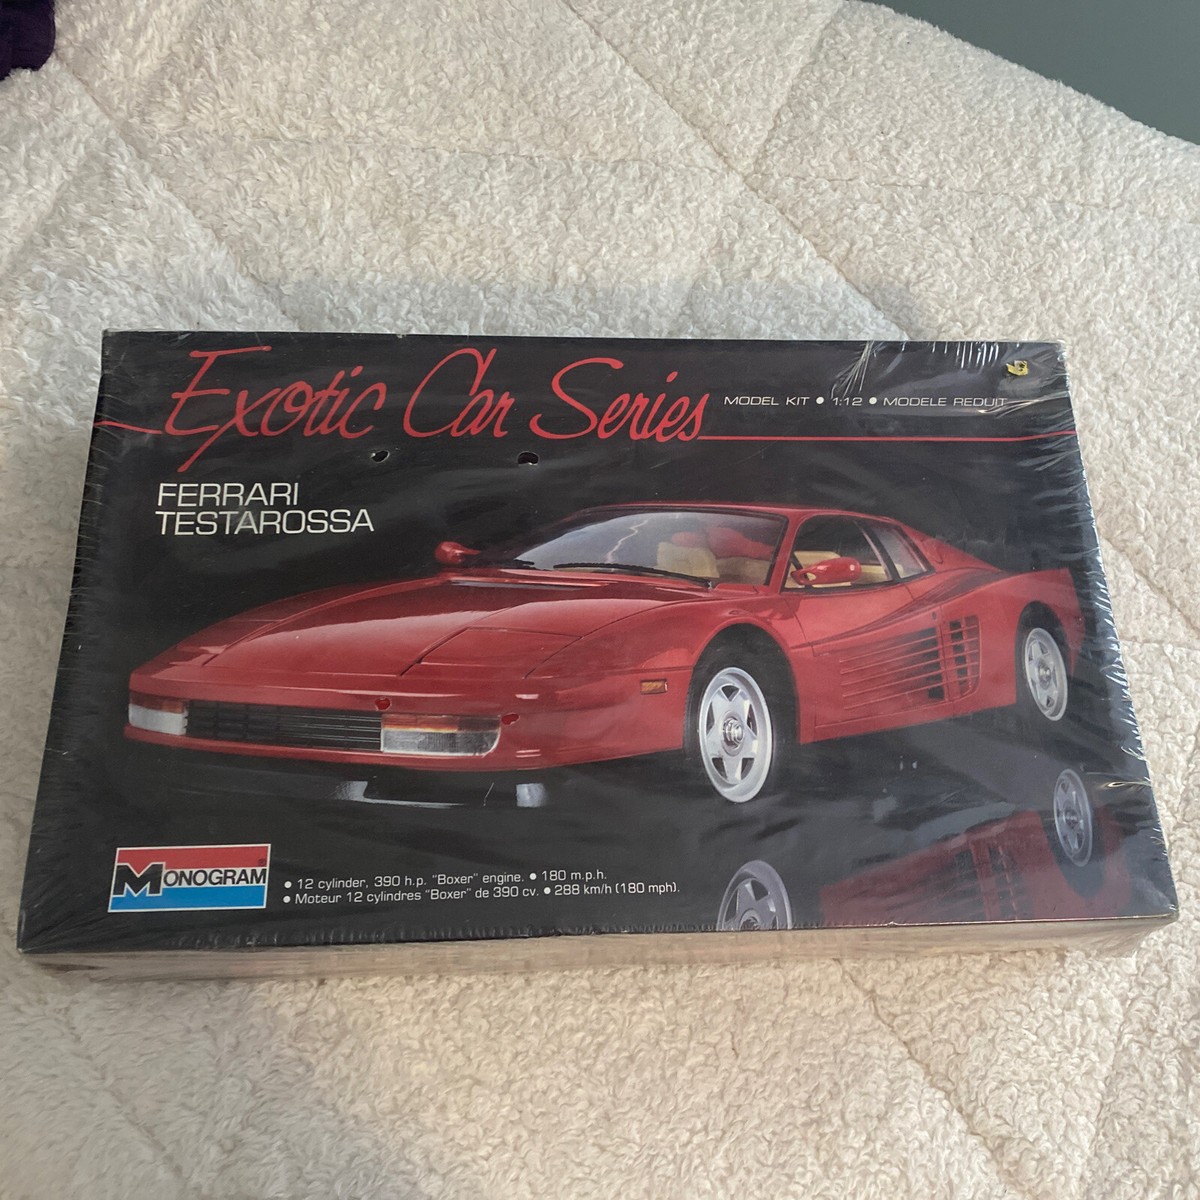 Exotic Car Series
MODEL KIT • 1:12 • MODELE REDUIT
FERRARI
TESTAROSSA
MONOGRAM®
• 12 cylinder, 390 h.p. "Boxer" engine. • 180 m.p.h.
• Moteur 12 cylindres "Boxer" de 390 cv. • 288 km/h (180 mph).